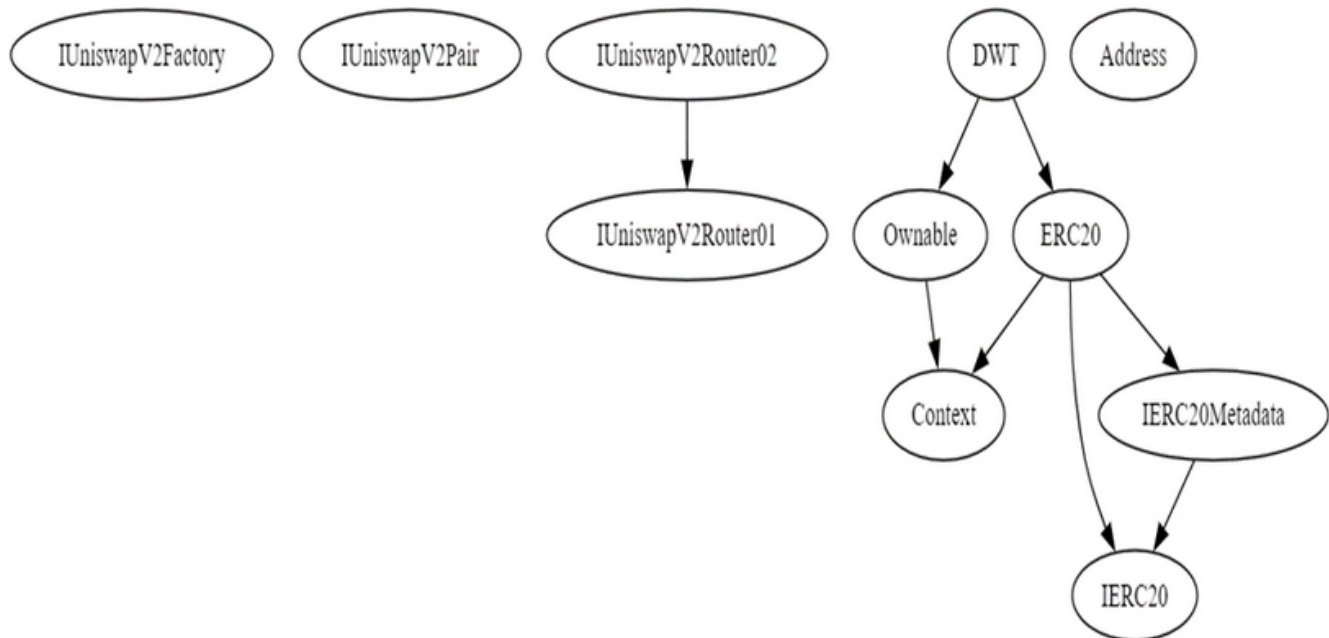 IUniswapV2Factory
IUniswapV2Pair
IUniswapV2Router02
DWT
Address
IUniswapV2Router01
Ownable
ERC20
Context
IERC20Metadata
IERC20